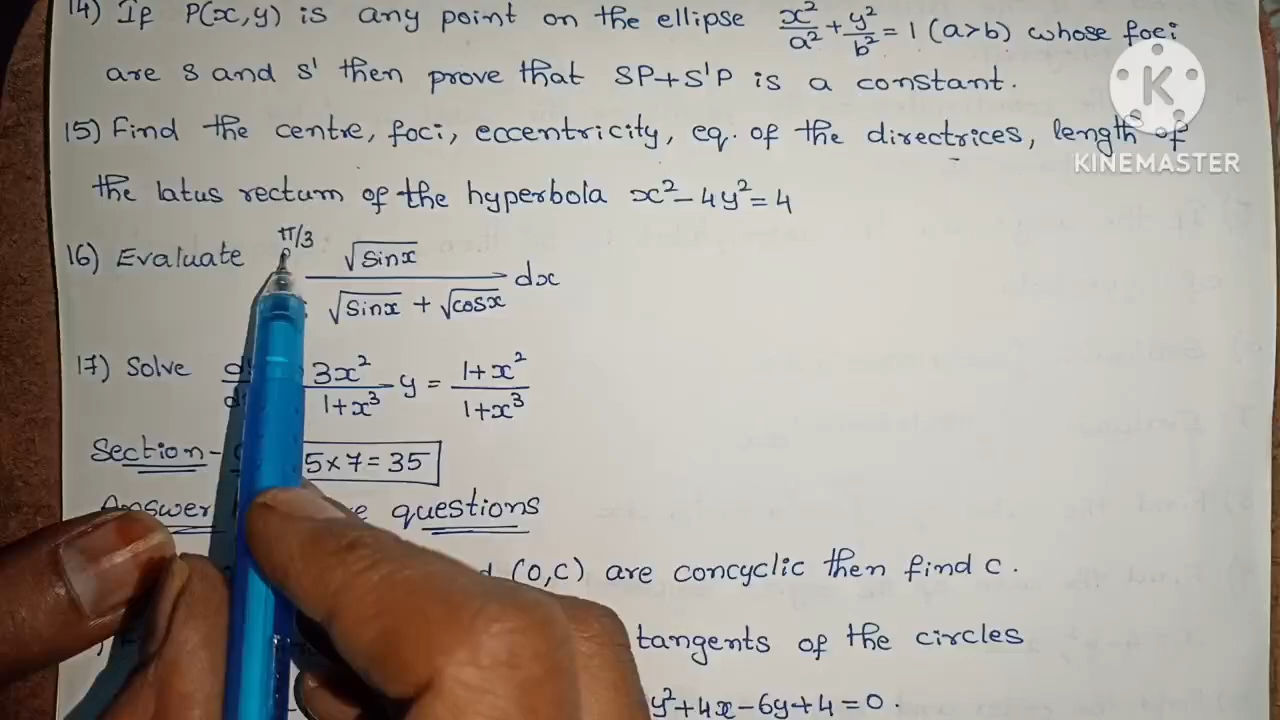 14) If P(x,y) is any point on the ellipse x²/a² + y²/b² = 1 (a>b) whose foci
are S and S' then prove that SP+S'P is a constant.
15) Find the centre, foci, eccentricity, eq. of the directrices, length of
the latus rectum of the hyperbola x² - 4y² = 4
16) Evaluate π/3 √sinx / (√sinx + √cosx) dx
17) Solve 3x²/(1+x³) y = (1+x²)/(1+x³)
Section- 5×7=35
Answer questions
(0,C) are concyclic then find c.
tangents of the circles
y²+4x-6y+4=0.
K
KINEMASTER